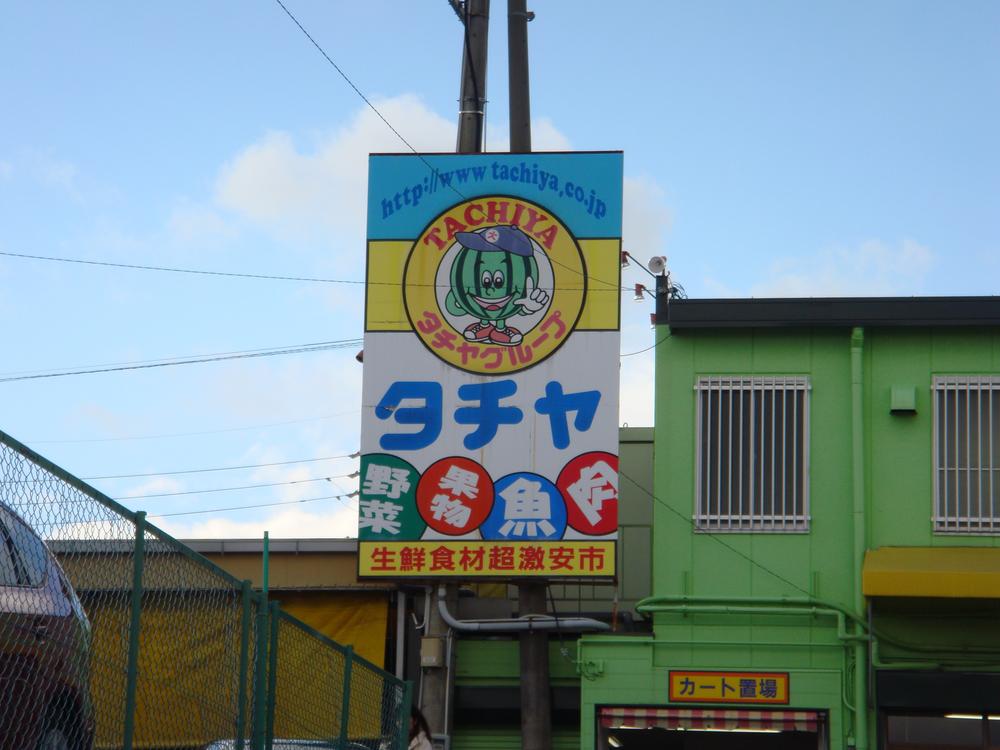 http://www.tachiya.co.jp
TACHIYA
タチヤグループ
タチヤ
野菜
果物
魚
肉
生鮮食材超激安市
カート置場